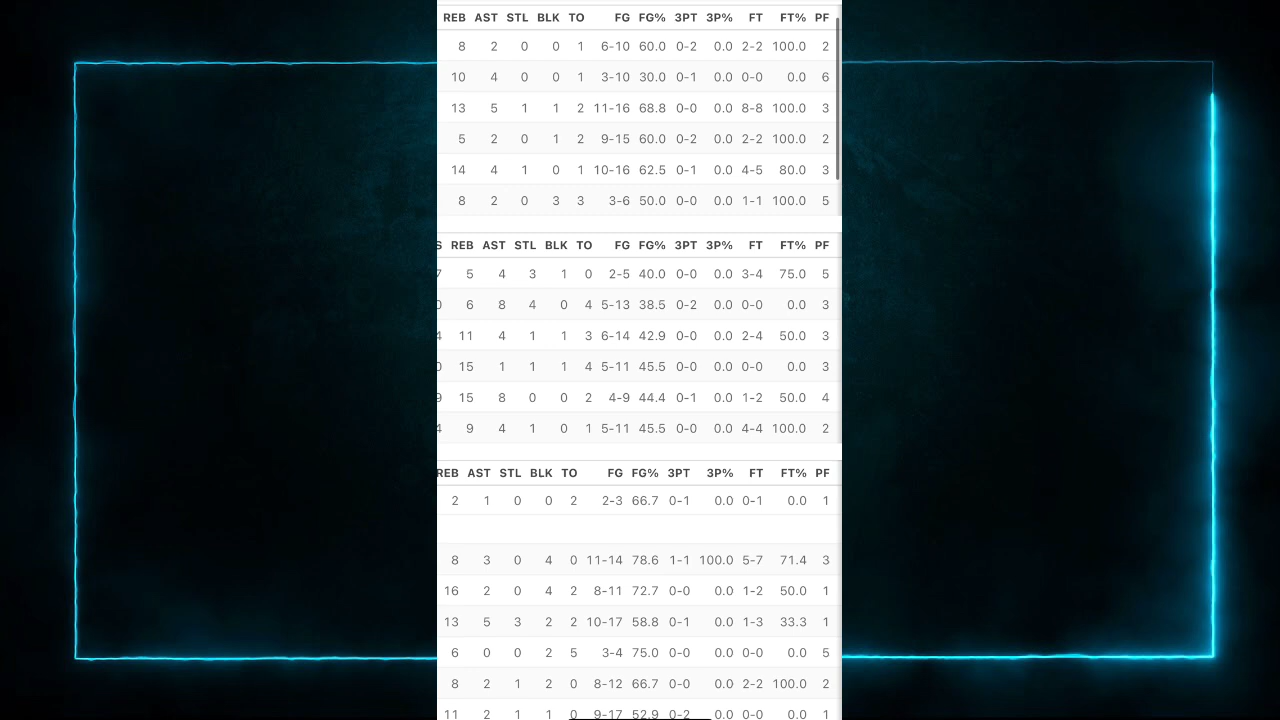 REB AST STL BLK TO FG FG% 3PT 3P% FT FT% PF
8 2 0 0 1 6-10 60.0 0-2 0.0 2-2 100.0 2
10 4 0 0 1 3-10 30.0 0-1 0.0 0-0 0.0 6
13 5 1 1 2 11-16 68.8 0-0 0.0 8-8 100.0 3
5 2 0 1 2 9-15 60.0 0-2 0.0 2-2 100.0 2
14 4 1 0 1 10-16 62.5 0-1 0.0 4-5 80.0 3
8 2 0 3 3 3-6 50.0 0-0 0.0 1-1 100.0 5
S REB AST STL BLK TO FG FG% 3PT 3P% FT FT% PF
7 5 4 3 1 0 2-5 40.0 0-0 0.0 3-4 75.0 5
0 6 8 4 0 4 5-13 38.5 0-2 0.0 0-0 0.0 3
4 11 4 1 1 3 6-14 42.9 0-0 0.0 2-4 50.0 3
0 15 1 1 1 4 5-11 45.5 0-0 0.0 0-0 0.0 3
9 15 8 0 0 2 4-9 44.4 0-1 0.0 1-2 50.0 4
4 9 4 1 0 1 5-11 45.5 0-0 0.0 4-4 100.0 2
REB AST STL BLK TO FG FG% 3PT 3P% FT FT% PF
2 1 0 0 2 2-3 66.7 0-1 0.0 0-1 0.0 1
8 3 0 4 0 11-14 78.6 1-1 100.0 5-7 71.4 3
16 2 0 4 2 8-11 72.7 0-0 0.0 1-2 50.0 1
13 5 3 2 2 10-17 58.8 0-1 0.0 1-3 33.3 1
6 0 0 2 5 3-4 75.0 0-0 0.0 0-0 0.0 5
8 2 1 2 0 8-12 66.7 0-0 0.0 2-2 100.0 2
11 2 1 1 0 9-17 52.9 0-2 0.0 0-0 0.0 1